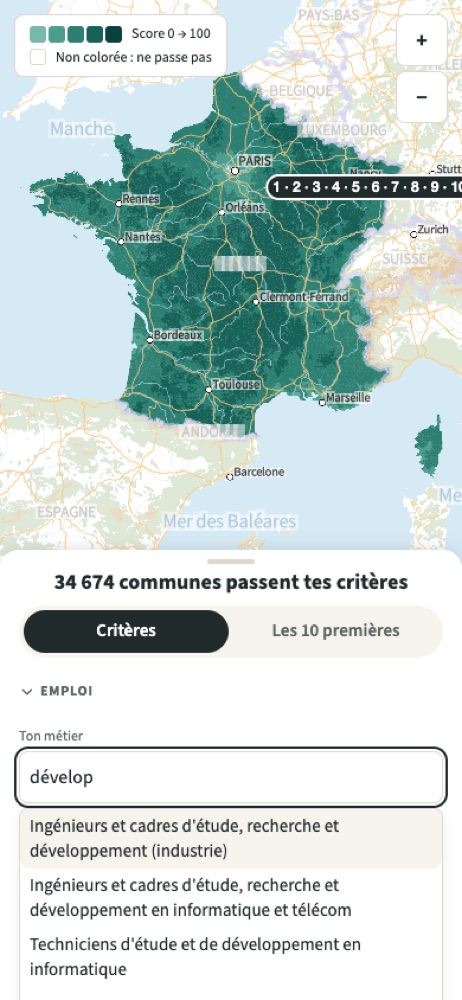 Score 0 → 100
Non colorée : ne passe pas
+
−
PAYS-BAS
BELGIQUE
LUXEMBOURG
Manche
PARIS
Nancy
Stutt
1 · 2 · 3 · 4 · 5 · 6 · 7 · 8 · 9 · 10
Rennes
Orléans
Zurich
Nantes
SUISSE
Clermont-Ferrand
Bordeaux
Toulouse
Marseille
ANDORRE
Barcelone
Me
ESPAGNE
Mer des Baléares
34 674 communes passent tes critères
Critères
Les 10 premières
EMPLOI
Ton métier
dévelop
Ingénieurs et cadres d'étude, recherche et
développement (industrie)
Ingénieurs et cadres d'étude, recherche et
développement en informatique et télécom
Techniciens d'étude et de développement en
informatique